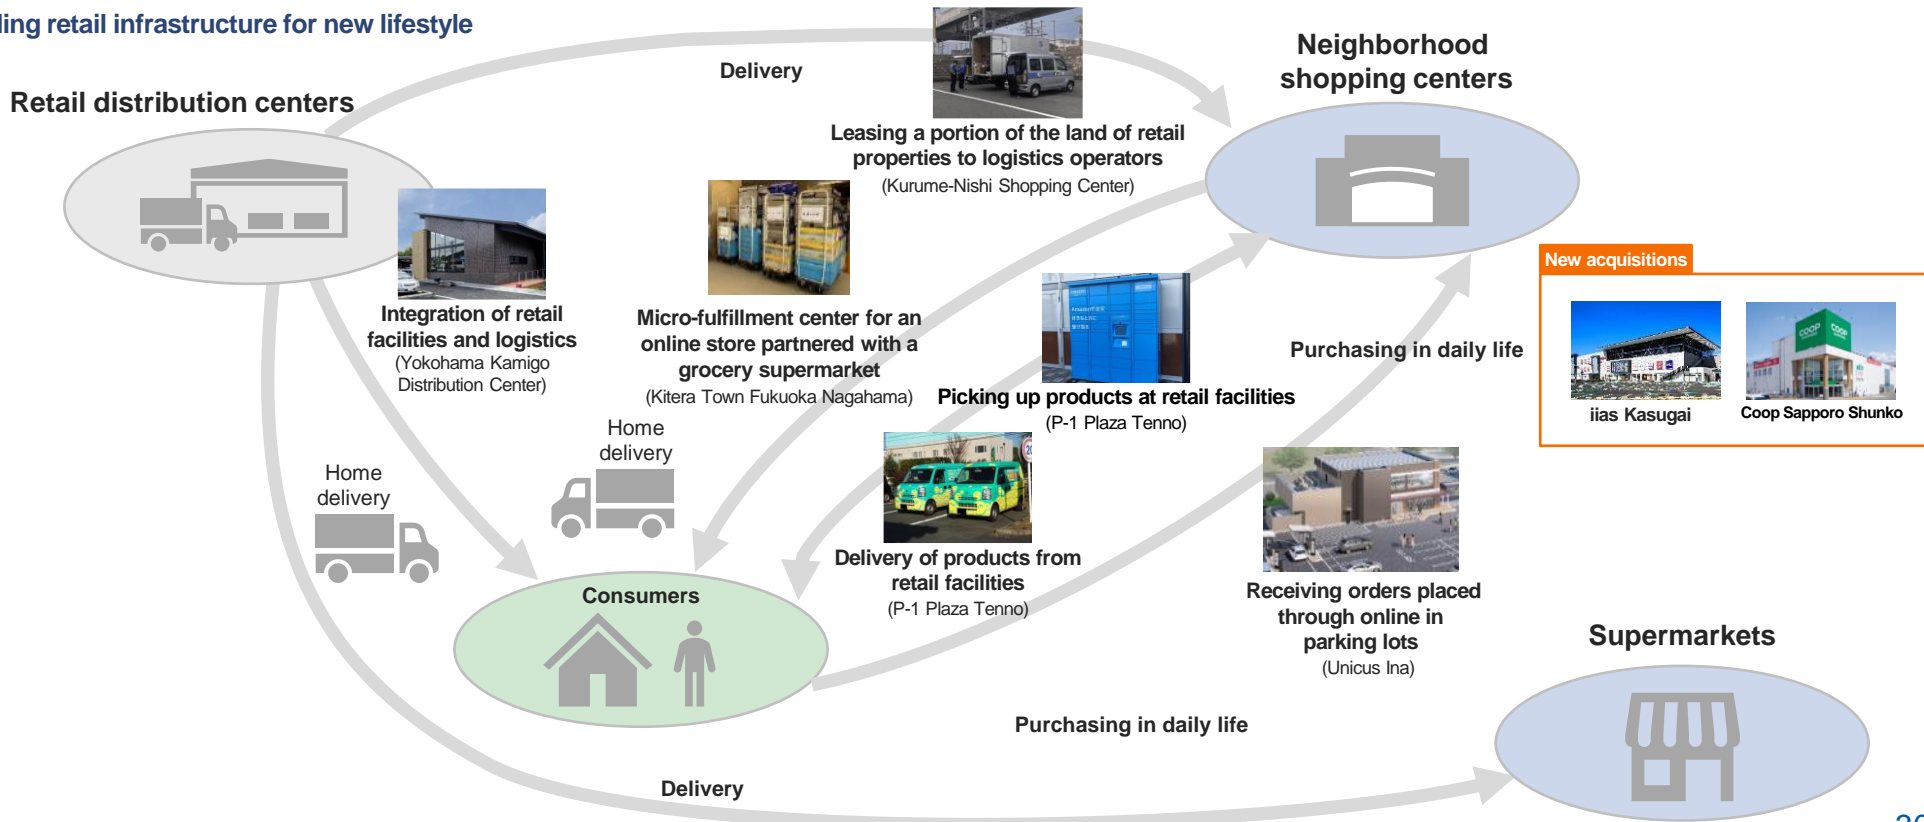 retail infrastructure for new lifestyle
Retail distribution centers
Delivery
Neighborhood
shopping centers
Leasing a portion of the land of retail
properties to logistics operators
(Kurume-Nishi Shopping Center)
Integration of retail
facilities and logistics
(Yokohama Kamigo
Distribution Center)
Micro-fulfillment center for an
online store partnered with a
grocery supermarket
(Kitera Town Fukuoka Nagahama)
Picking up products at retail facilities
(P-1 Plaza Tenno)
Purchasing in daily life
New acquisitions
COOP
iias Kasugai
Coop Sapporo Shunko
Home
delivery
Home
delivery
Delivery of products from
retail facilities
(P-1 Plaza Tenno)
Receiving orders placed
through online in
parking lots
(Unicus Ina)
Consumers
Supermarkets
Purchasing in daily life
Delivery